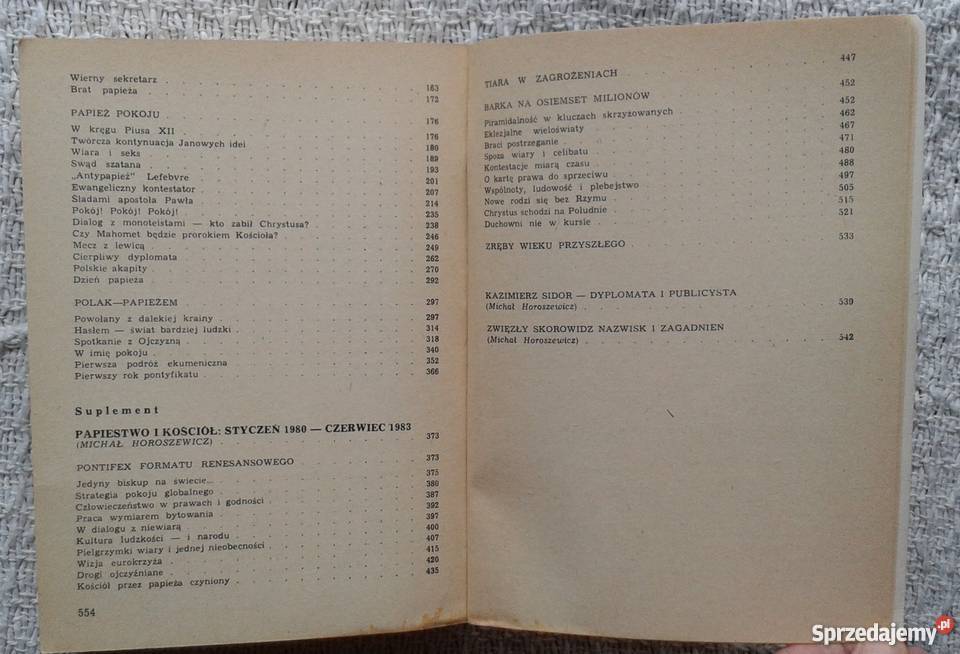 Wierny sekretarz . . . . . . . . . . . . 163
Brat papieża . . . . . . . . . . . . 172
PAPIEŻ POKOJU . . . . . . . . . . . . 176
W kręgu Piusa XII . . . . . . . . . . . . 176
Twórcza kontynuacja Janowych idei . . . . . . . . 180
Wiara i seks . . . . . . . . . . . . 189
Swąd szatana . . . . . . . . . . . . 193
„Antypapież" Lefebvre . . . . . . . . . . . . 201
Ewangeliczny kontestator . . . . . . . . . . . . 207
Śladami apostoła Pawła . . . . . . . . . . . . 214
Pokój! Pokój! Pokój! . . . . . . . . . . . . 235
Dialog z monoteistami — kto zabił Chrystusa? . . . . . . 238
Czy Mahomet będzie prorokiem Kościoła? . . . . . . 246
Mecz z lewicą . . . . . . . . . . . . 249
Cierpliwy dyplomata . . . . . . . . . . . . 262
Polskie akapity . . . . . . . . . . . . 270
Dzień papieża . . . . . . . . . . . . 292
POLAK—PAPIEŻEM . . . . . . . . . . . . 297
Powołany z dalekiej krainy . . . . . . . . . . 297
Hasłem — świat bardziej ludzki . . . . . . . . . . 314
Spotkanie z Ojczyzną . . . . . . . . . . 318
W imię pokoju . . . . . . . . . . . . 340
Pierwsza podróż ekumeniczna . . . . . . . . . . 352
Pierwszy rok pontyfikatu . . . . . . . . . . 366
Suplement
PAPIESTWO I KOŚCIÓŁ: STYCZEŃ 1980 — CZERWIEC 1983
(MICHAŁ HOROSZEWICZ) . . . . . . . . . . 373
PONTIFEX FORMATU RENESANSOWEGO . . . . . . . . 373
Jedyny biskup na świecie... . . . . . . . . . . 375
Strategia pokoju globalnego . . . . . . . . . . 380
Człowieczeństwo w prawach i godności . . . . . . . . 387
Praca wymiarem bytowania . . . . . . . . . . 392
W dialogu z niewiarą . . . . . . . . . . 397
Kultura ludzkości — i narodu . . . . . . . . . . 400
Pielgrzymki wiary i jednej nieobecności . . . . . . . . 407
Wizja eurokrzyża . . . . . . . . . . 415
Drogi ojczyźniane . . . . . . . . . . 420
Kościół przez papieża czyniony . . . . . . . . . . 435
554
TIARA W ZAGROŻENIACH . . . . . . . . . . 447
BARKA NA OSIEMSET MILIONÓW . . . . . . . . . . 452
Piramidalność w kluczach skrzyżowanych . . . . . . . . 452
Eklezjalne wieloświaty . . . . . . . . . . 462
Braci postrzeganie . . . . . . . . . . 467
Spoza wiary i celibatu . . . . . . . . . . 471
Kontestacje miarą czasu . . . . . . . . . . 480
O kartę prawa do sprzeciwu . . . . . . . . . . 488
Wspólnoty, ludowość i plebejstwo . . . . . . . . . . 497
Nowe rodzi się bez Rzymu . . . . . . . . . . 505
Chrystus schodzi na Południe . . . . . . . . . . 515
Duchowni nie w kursie . . . . . . . . . . 521
ZRĘBY WIEKU PRZYSZŁEGO . . . . . . . . . . 533
KAZIMIERZ SIDOR — DYPLOMATA I PUBLICYSTA
(Michał Horoszewicz) . . . . . . . . . . 539
ZWIĘZŁY SKOROWIDZ NAZWISK I ZAGADNIEŃ
(Michał Horoszewicz) . . . . . . . . . . 542
Sprzedajemy.pl